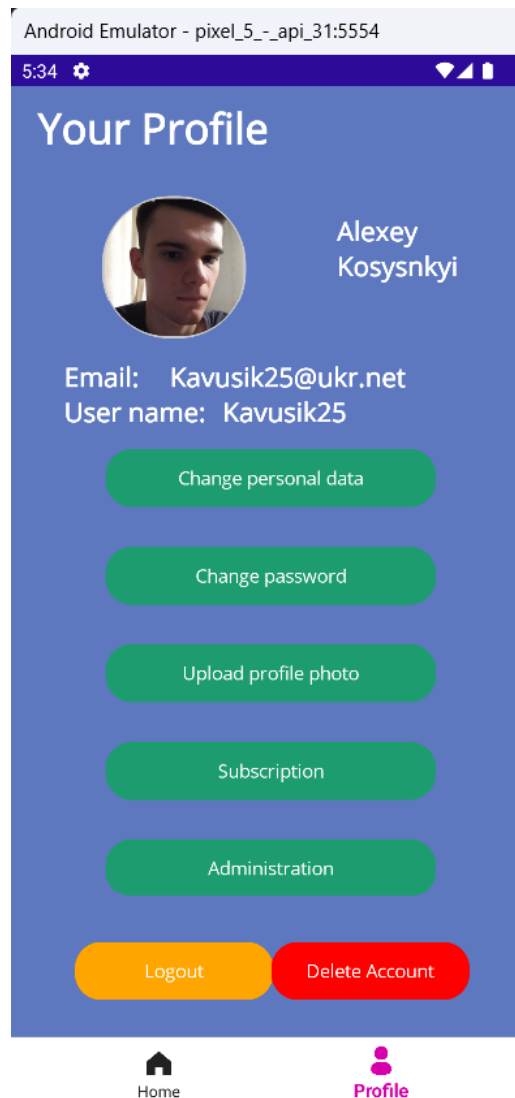 Android Emulator - pixel_5_-_api_31:5554
5:34
Your Profile
Alexey
Kosysnkyi
Email: Kavusik25@ukr.net
User name: Kavusik25
Change personal data
Change password
Upload profile photo
Subscription
Administration
Logout Delete Account
Home Profile